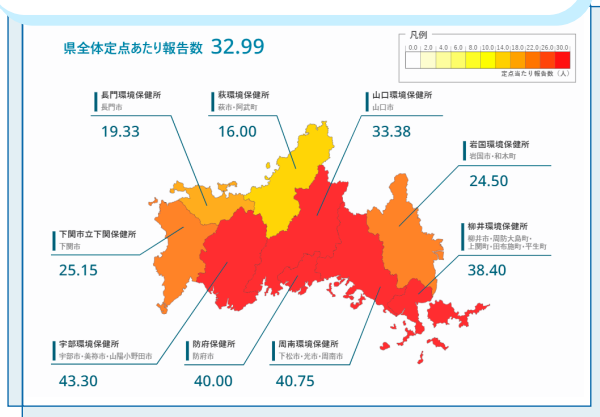 県全体定点あたり報告数 32.99
凡例
0.0 2.0 4.0 6.0 8.0 10.0 14.0 18.0 22.0 26.0 30.0
定点当たり報告数（人）
長門環境保健所
長門市
19.33
萩環境保健所
萩市・阿武町
16.00
山口環境保健所
山口市
33.38
岩国環境保健所
岩国市・和木町
24.50
下関市立下関保健所
下関市
25.15
柳井環境保健所
柳井市・周防大島町・
上関町・田布施町・平生町
38.40
宇部環境保健所
宇部市・美祢市・山陽小野田市
43.30
防府保健所
防府市
40.00
周南環境保健所
下松市・光市・周南市
40.75